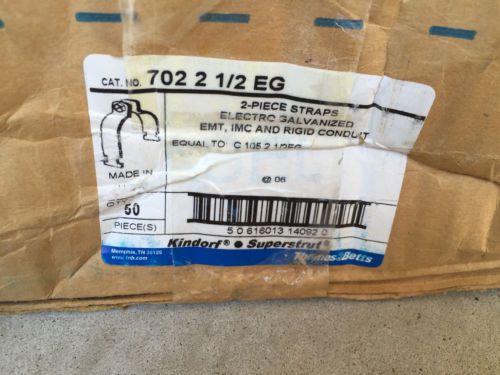 CAT. NO. 702 2 1/2 EG
2-PIECE STRAPS
ELECTRO GALVANIZED
EMT, IMC AND RIGID CONDUIT
EQUAL TO: C 105 2 1/2EG
MADE IN
50
PIECE(S)
06
5 0 616013 14092 0
Kindorf® ● Superstrut®
Memphis, TN 38125
www.tnb.com
Thomas & Betts